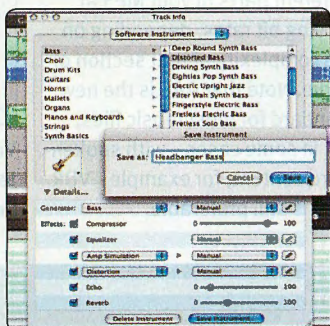 Track Info
Software Instrument
Bass
Choir
Drum Kits
Guitars
Horns
Mallets
Organs
Pianos and Keyboards
Strings
Synth Basics
Deep Round Synth Bass
Distorted Bass
Driving Synth Bass
Eighties Pop Synth Bass
Electric Upright Jazz
Filter Wah Synth Bass
Fingerstyle Electric Bass
Fretless Electric Bass
Fretless Solo Bass
Save Instrument
Save as: Headbanger Bass
Cancel Save
Details...
Generator: Bass Manual
Effects: Compressor 0 100
Equalizer Manual
Amp Simulation Manual
Distortion Manual
Echo 0 100
Reverb 0 100
Delete Instrument Save Instrument